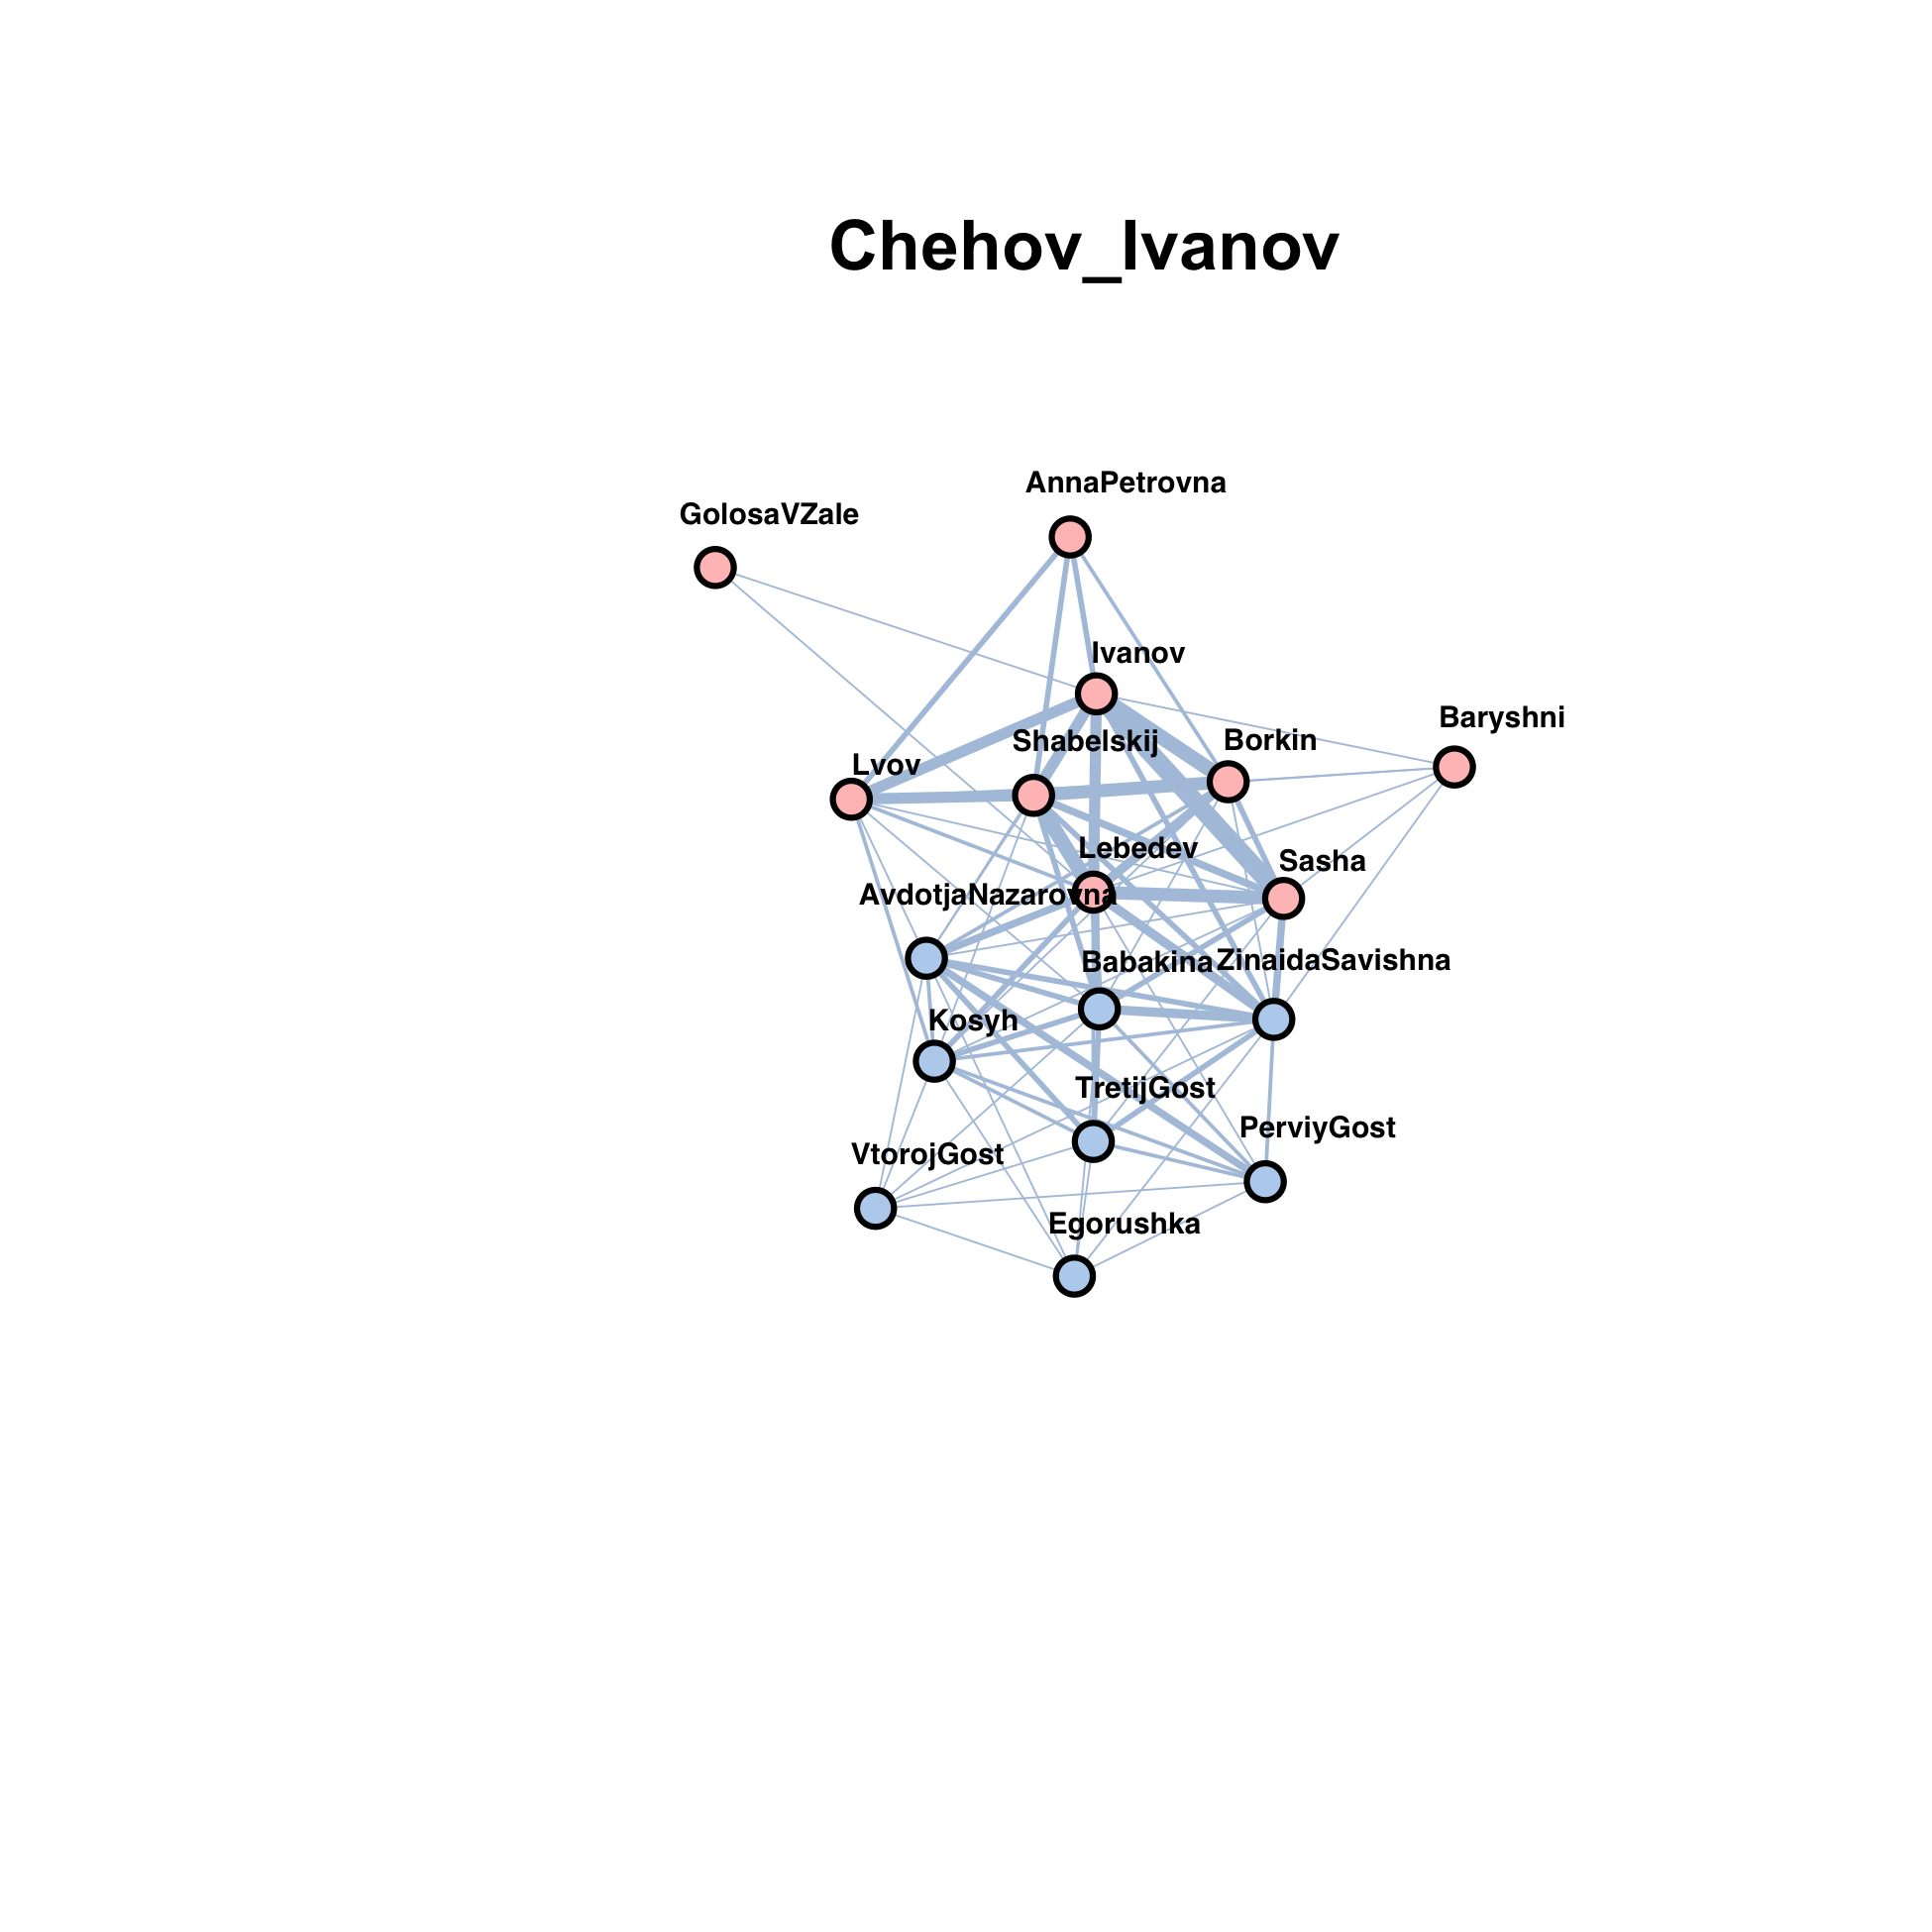 Chehov_Ivanov
AnnaPetrovna
GolosaVZale
Ivanov
Baryshni
Shabelskij
Borkin
Lvov
Lebedev
Sasha
AvdotjaNazarovna
Babakina
ZinaidaSavishna
Kosyh
TretijGost
PerviyGost
VtorojGost
Egorushka